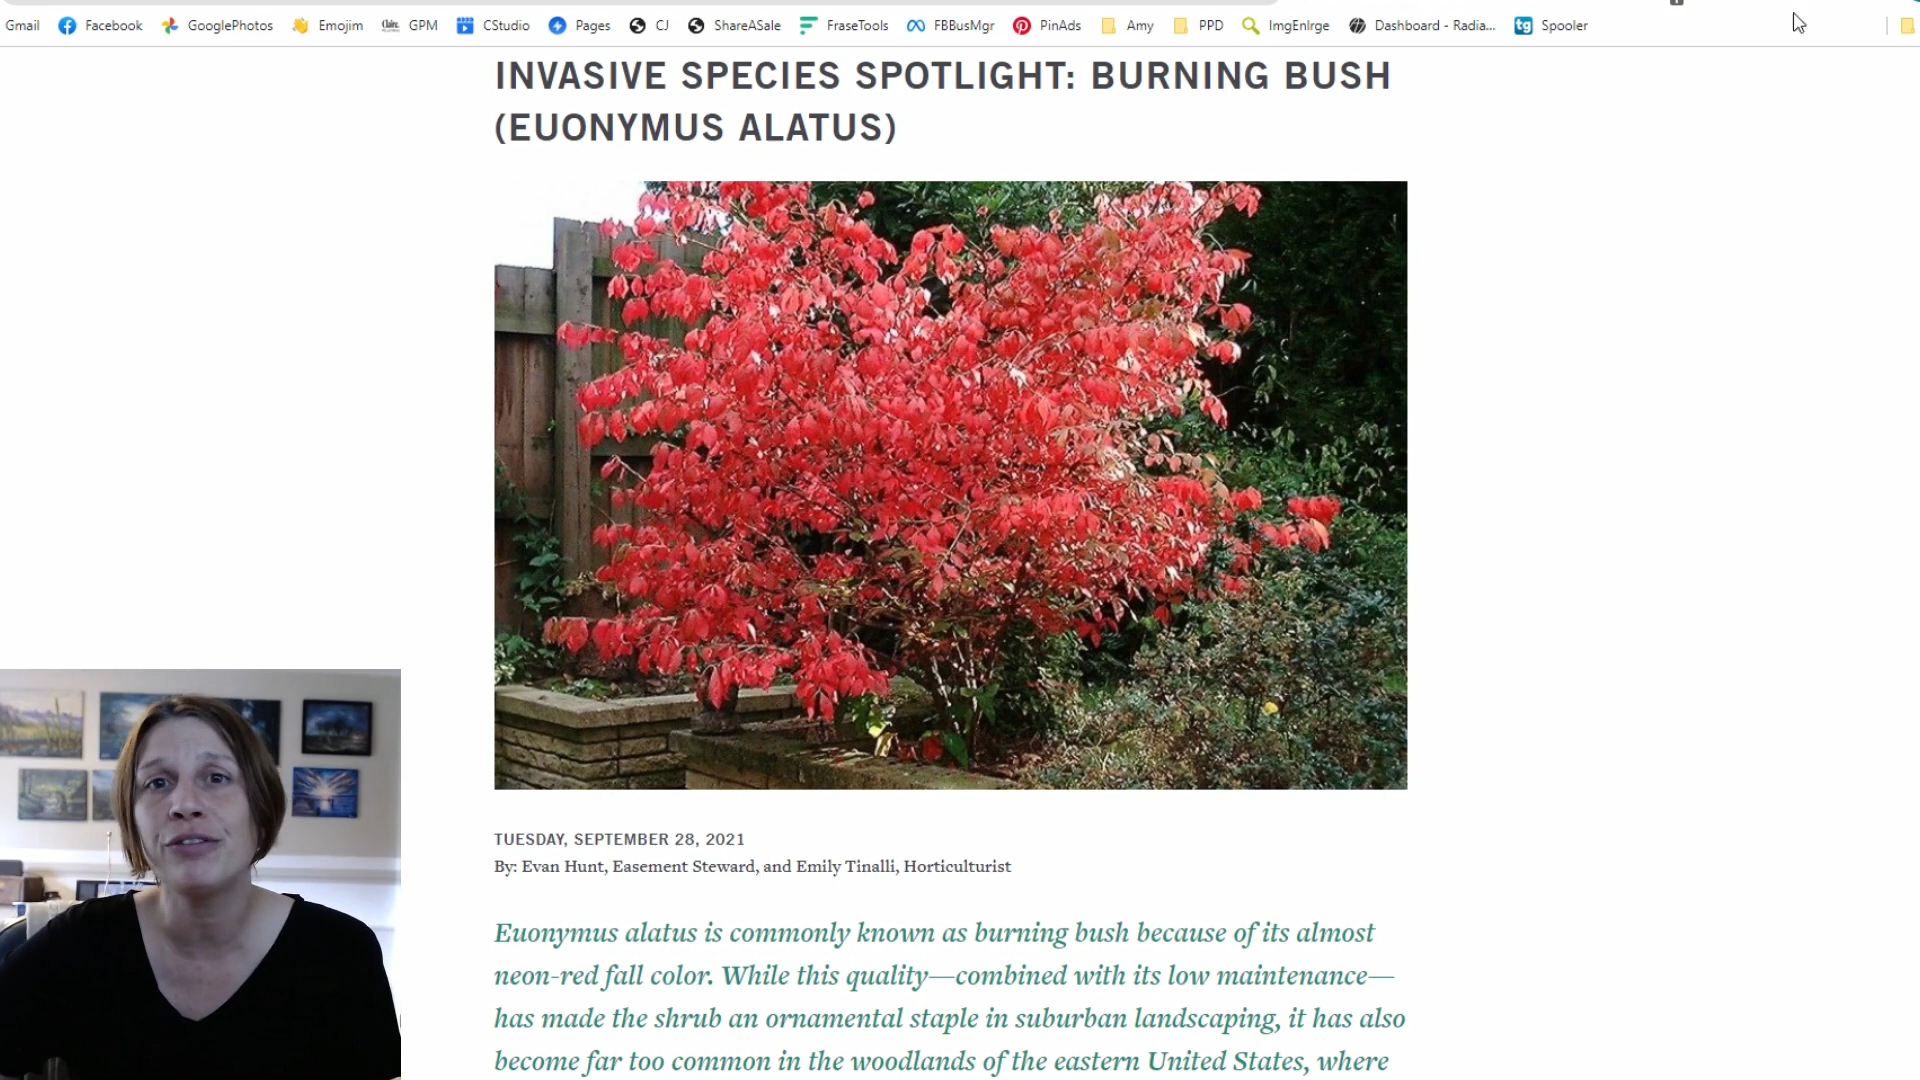 Gmail Facebook GooglePhotos Emojim GPM CStudio Pages CJ ShareASale FraseTools FBBusMgr PinAds Amy PPD ImgEnlrge Dashboard - Radia... tg Spooler
INVASIVE SPECIES SPOTLIGHT: BURNING BUSH
(EUONYMUS ALATUS)
TUESDAY, SEPTEMBER 28, 2021
By: Evan Hunt, Easement Steward, and Emily Tinalli, Horticulturist
Euonymus alatus is commonly known as burning bush because of its almost
neon-red fall color. While this quality—combined with its low maintenance—
has made the shrub an ornamental staple in suburban landscaping, it has also
become far too common in the woodlands of the eastern United States, where